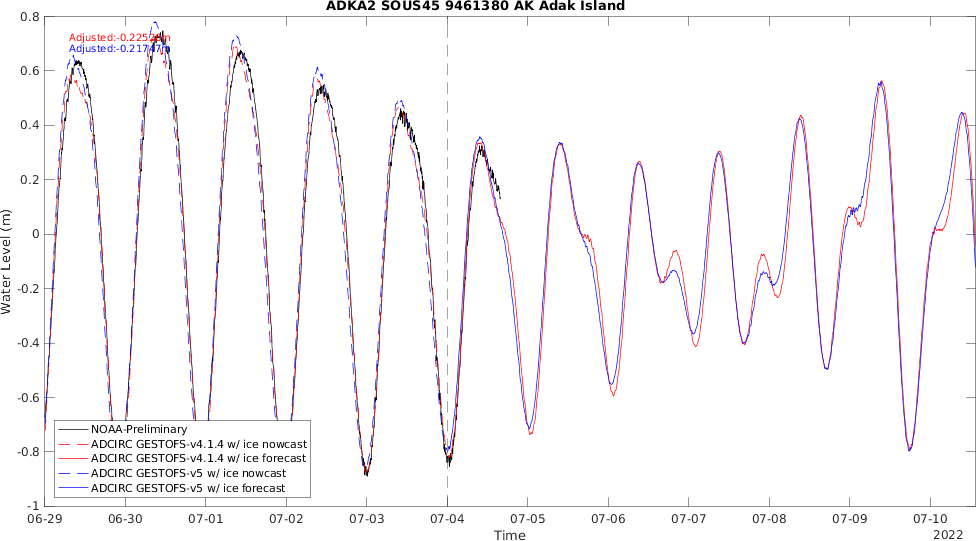 ADKA2 SOUS45 9461380 AK Adak Island
0.8
Adjusted:-0.225
Adjusted:-0.217
0.6
0.4
0.2
0
-0.2
-0.4
-0.6
-0.8
-1
Water Level (m)
NOAA-Preliminary
ADCIRC GESTOFS-v4.1.4 w/ ice nowcast
ADCIRC GESTOFS-v4.1.4 w/ ice forecast
ADCIRC GESTOFS-v5 w/ ice nowcast
ADCIRC GESTOFS-v5 w/ ice forecast
06-29 06-30 07-01 07-02 07-03 07-04 07-05 07-06 07-07 07-08 07-09 07-10
Time
2022